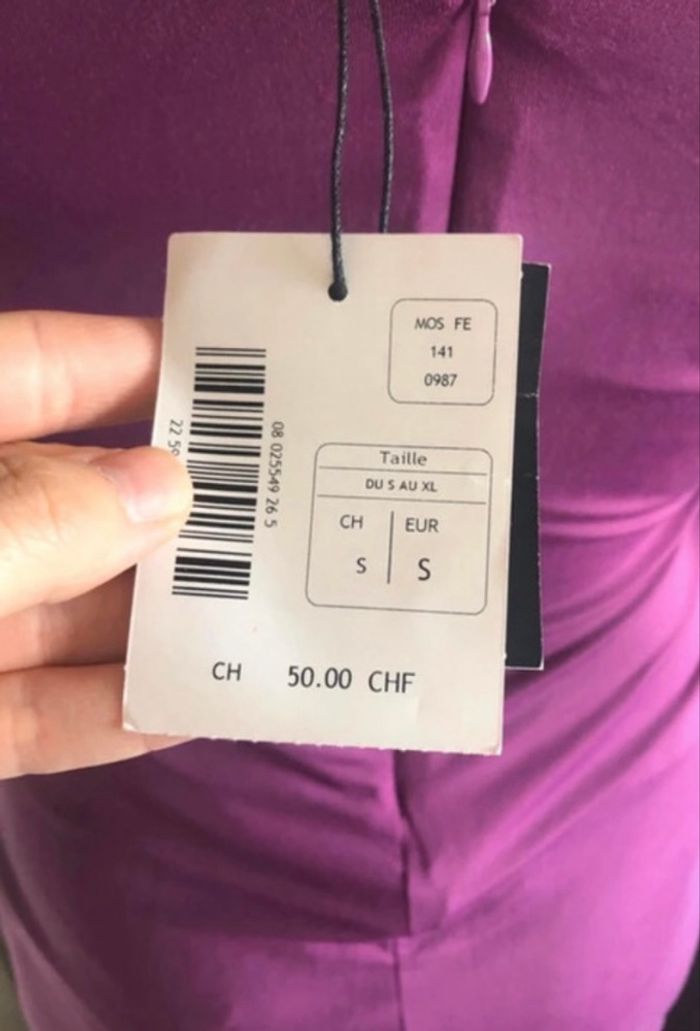 MOS FE
141
0987
08 025549 26 5
Taille
DU S AU XL
CH EUR
S S
CH 50.00 CHF